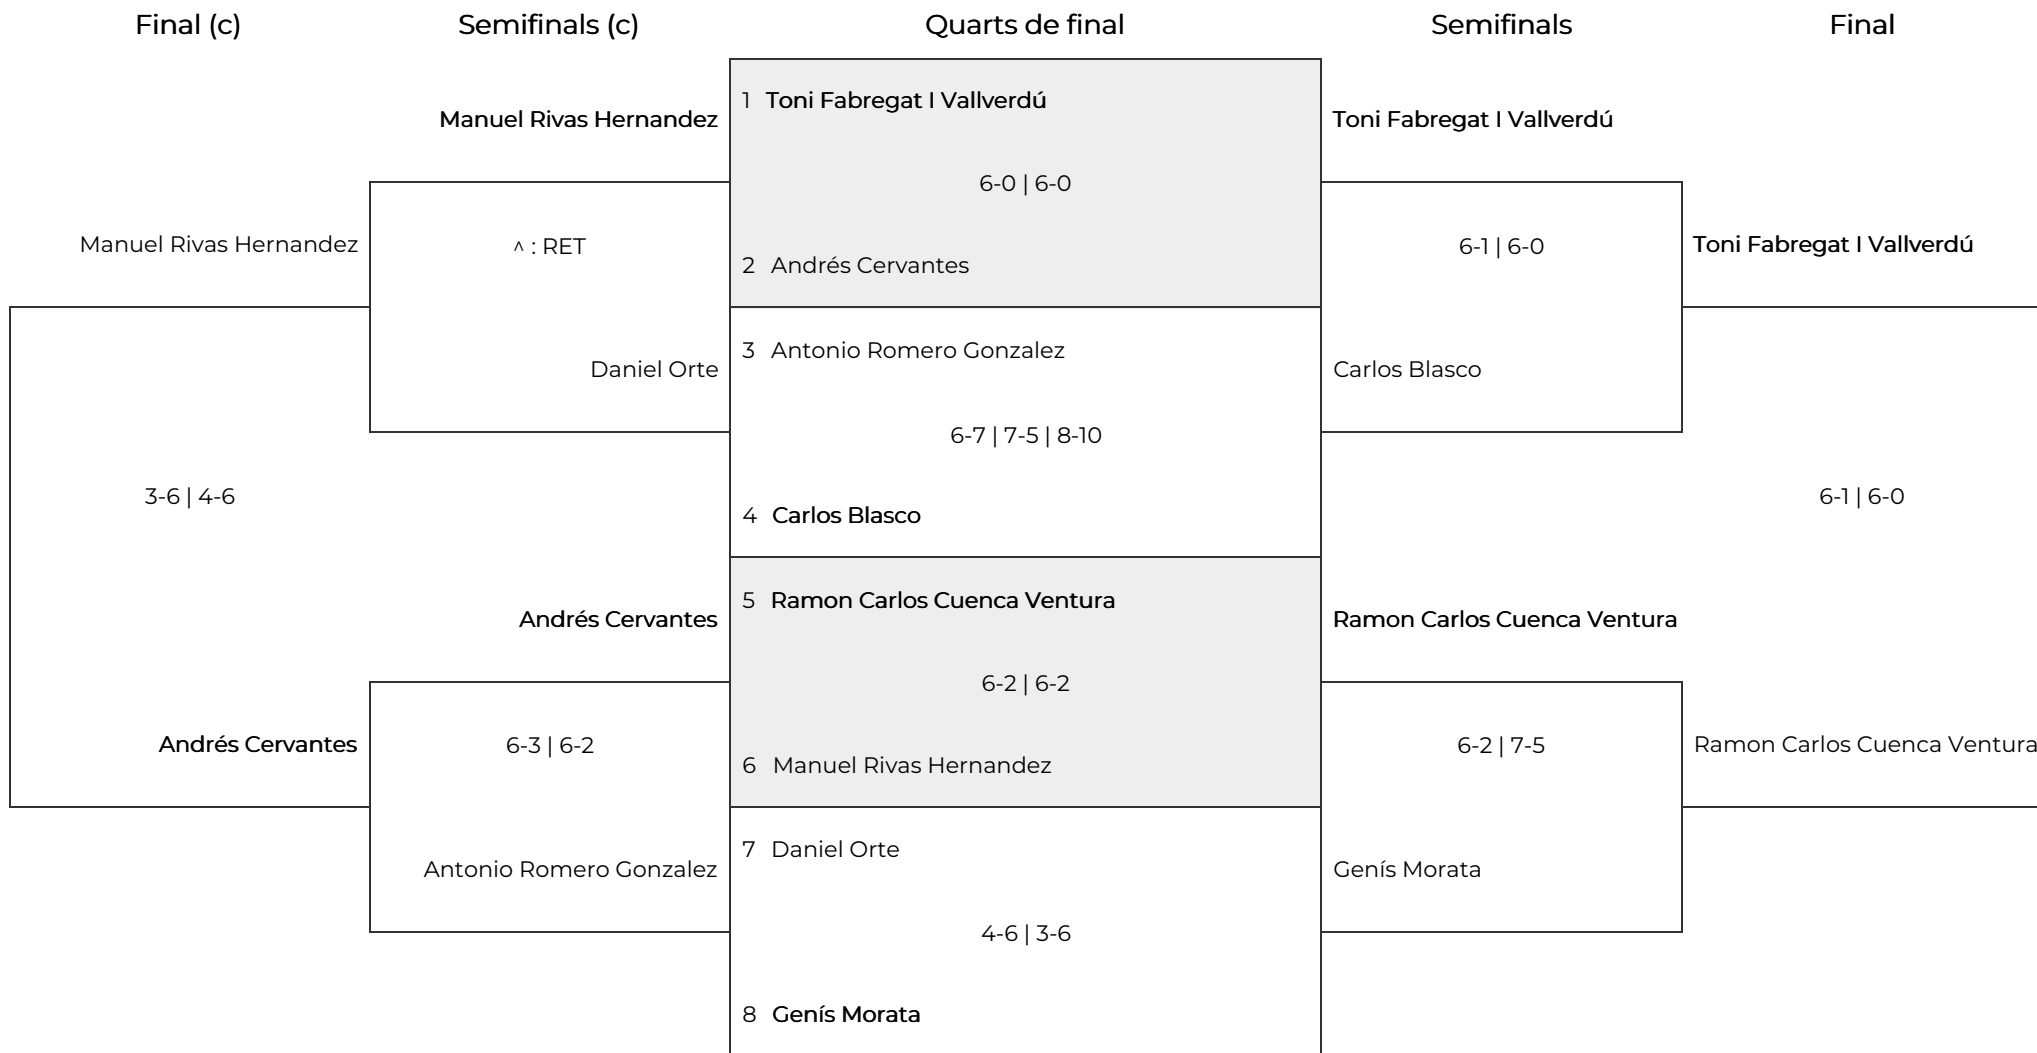 Final (c)
Semifinals (c)
Quarts de final
Semifinals
Final
Manuel Rivas Hernandez
^ : RET
Daniel Orte
Manuel Rivas Hernandez
3-6 | 4-6
Andrés Cervantes
Andrés Cervantes
6-3 | 6-2
Antonio Romero Gonzalez
1 Toni Fabregat I Vallverdú
6-0 | 6-0
2 Andrés Cervantes
3 Antonio Romero Gonzalez
6-7 | 7-5 | 8-10
4 Carlos Blasco
5 Ramon Carlos Cuenca Ventura
6-2 | 6-2
6 Manuel Rivas Hernandez
7 Daniel Orte
4-6 | 3-6
8 Genís Morata
Toni Fabregat I Vallverdú
6-1 | 6-0
Carlos Blasco
Ramon Carlos Cuenca Ventura
6-2 | 7-5
Genís Morata
Toni Fabregat I Vallverdú
6-1 | 6-0
Ramon Carlos Cuenca Ventura